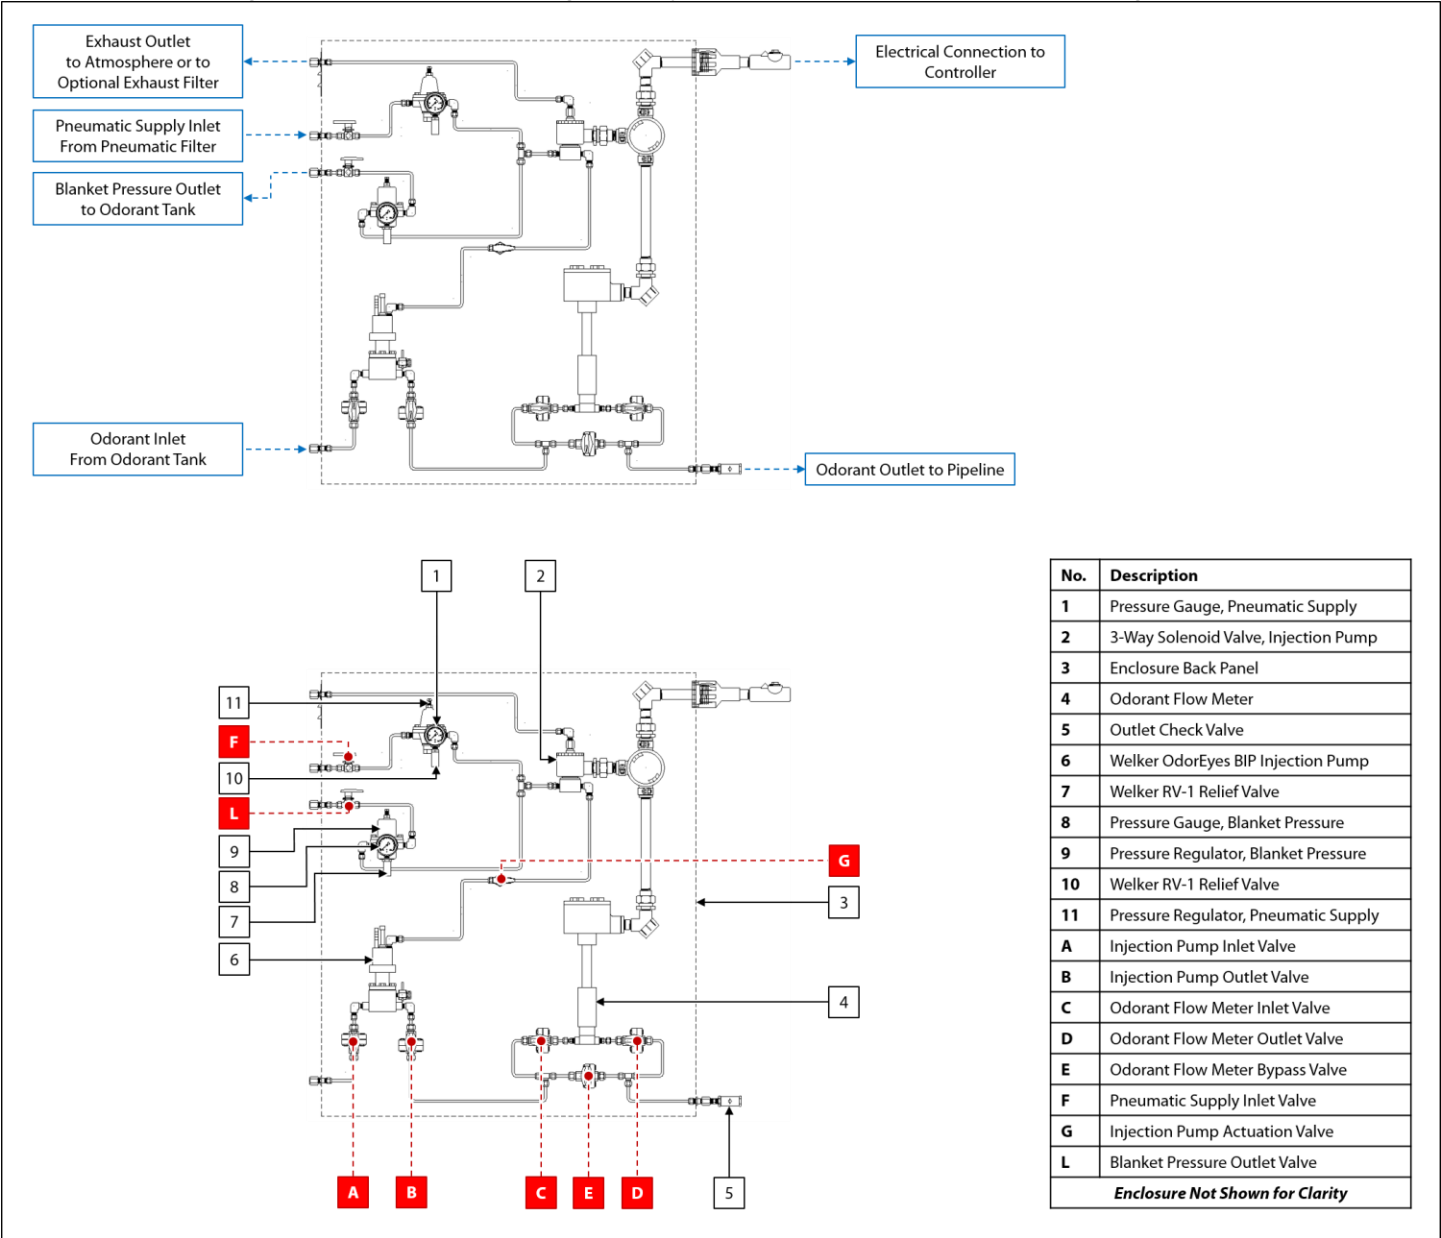 Exhaust Outlet
to Atmosphere or to
Optional Exhaust Filter
Electrical Connection to
Controller
Pneumatic Supply Inlet
From Pneumatic Filter
Blanket Pressure Outlet
to Odorant Tank
Odorant Inlet
From Odorant Tank
Odorant Outlet to Pipeline
1
2
11
F
10
L
9
8
7
6
G
3
4
A
B
C
E
D
5
No. Description
1 Pressure Gauge, Pneumatic Supply
2 3-Way Solenoid Valve, Injection Pump
3 Enclosure Back Panel
4 Odorant Flow Meter
5 Outlet Check Valve
6 Welker OdorEyes BIP Injection Pump
7 Welker RV-1 Relief Valve
8 Pressure Gauge, Blanket Pressure
9 Pressure Regulator, Blanket Pressure
10 Welker RV-1 Relief Valve
11 Pressure Regulator, Pneumatic Supply
A Injection Pump Inlet Valve
B Injection Pump Outlet Valve
C Odorant Flow Meter Inlet Valve
D Odorant Flow Meter Outlet Valve
E Odorant Flow Meter Bypass Valve
F Pneumatic Supply Inlet Valve
G Injection Pump Actuation Valve
L Blanket Pressure Outlet Valve
Enclosure Not Shown for Clarity